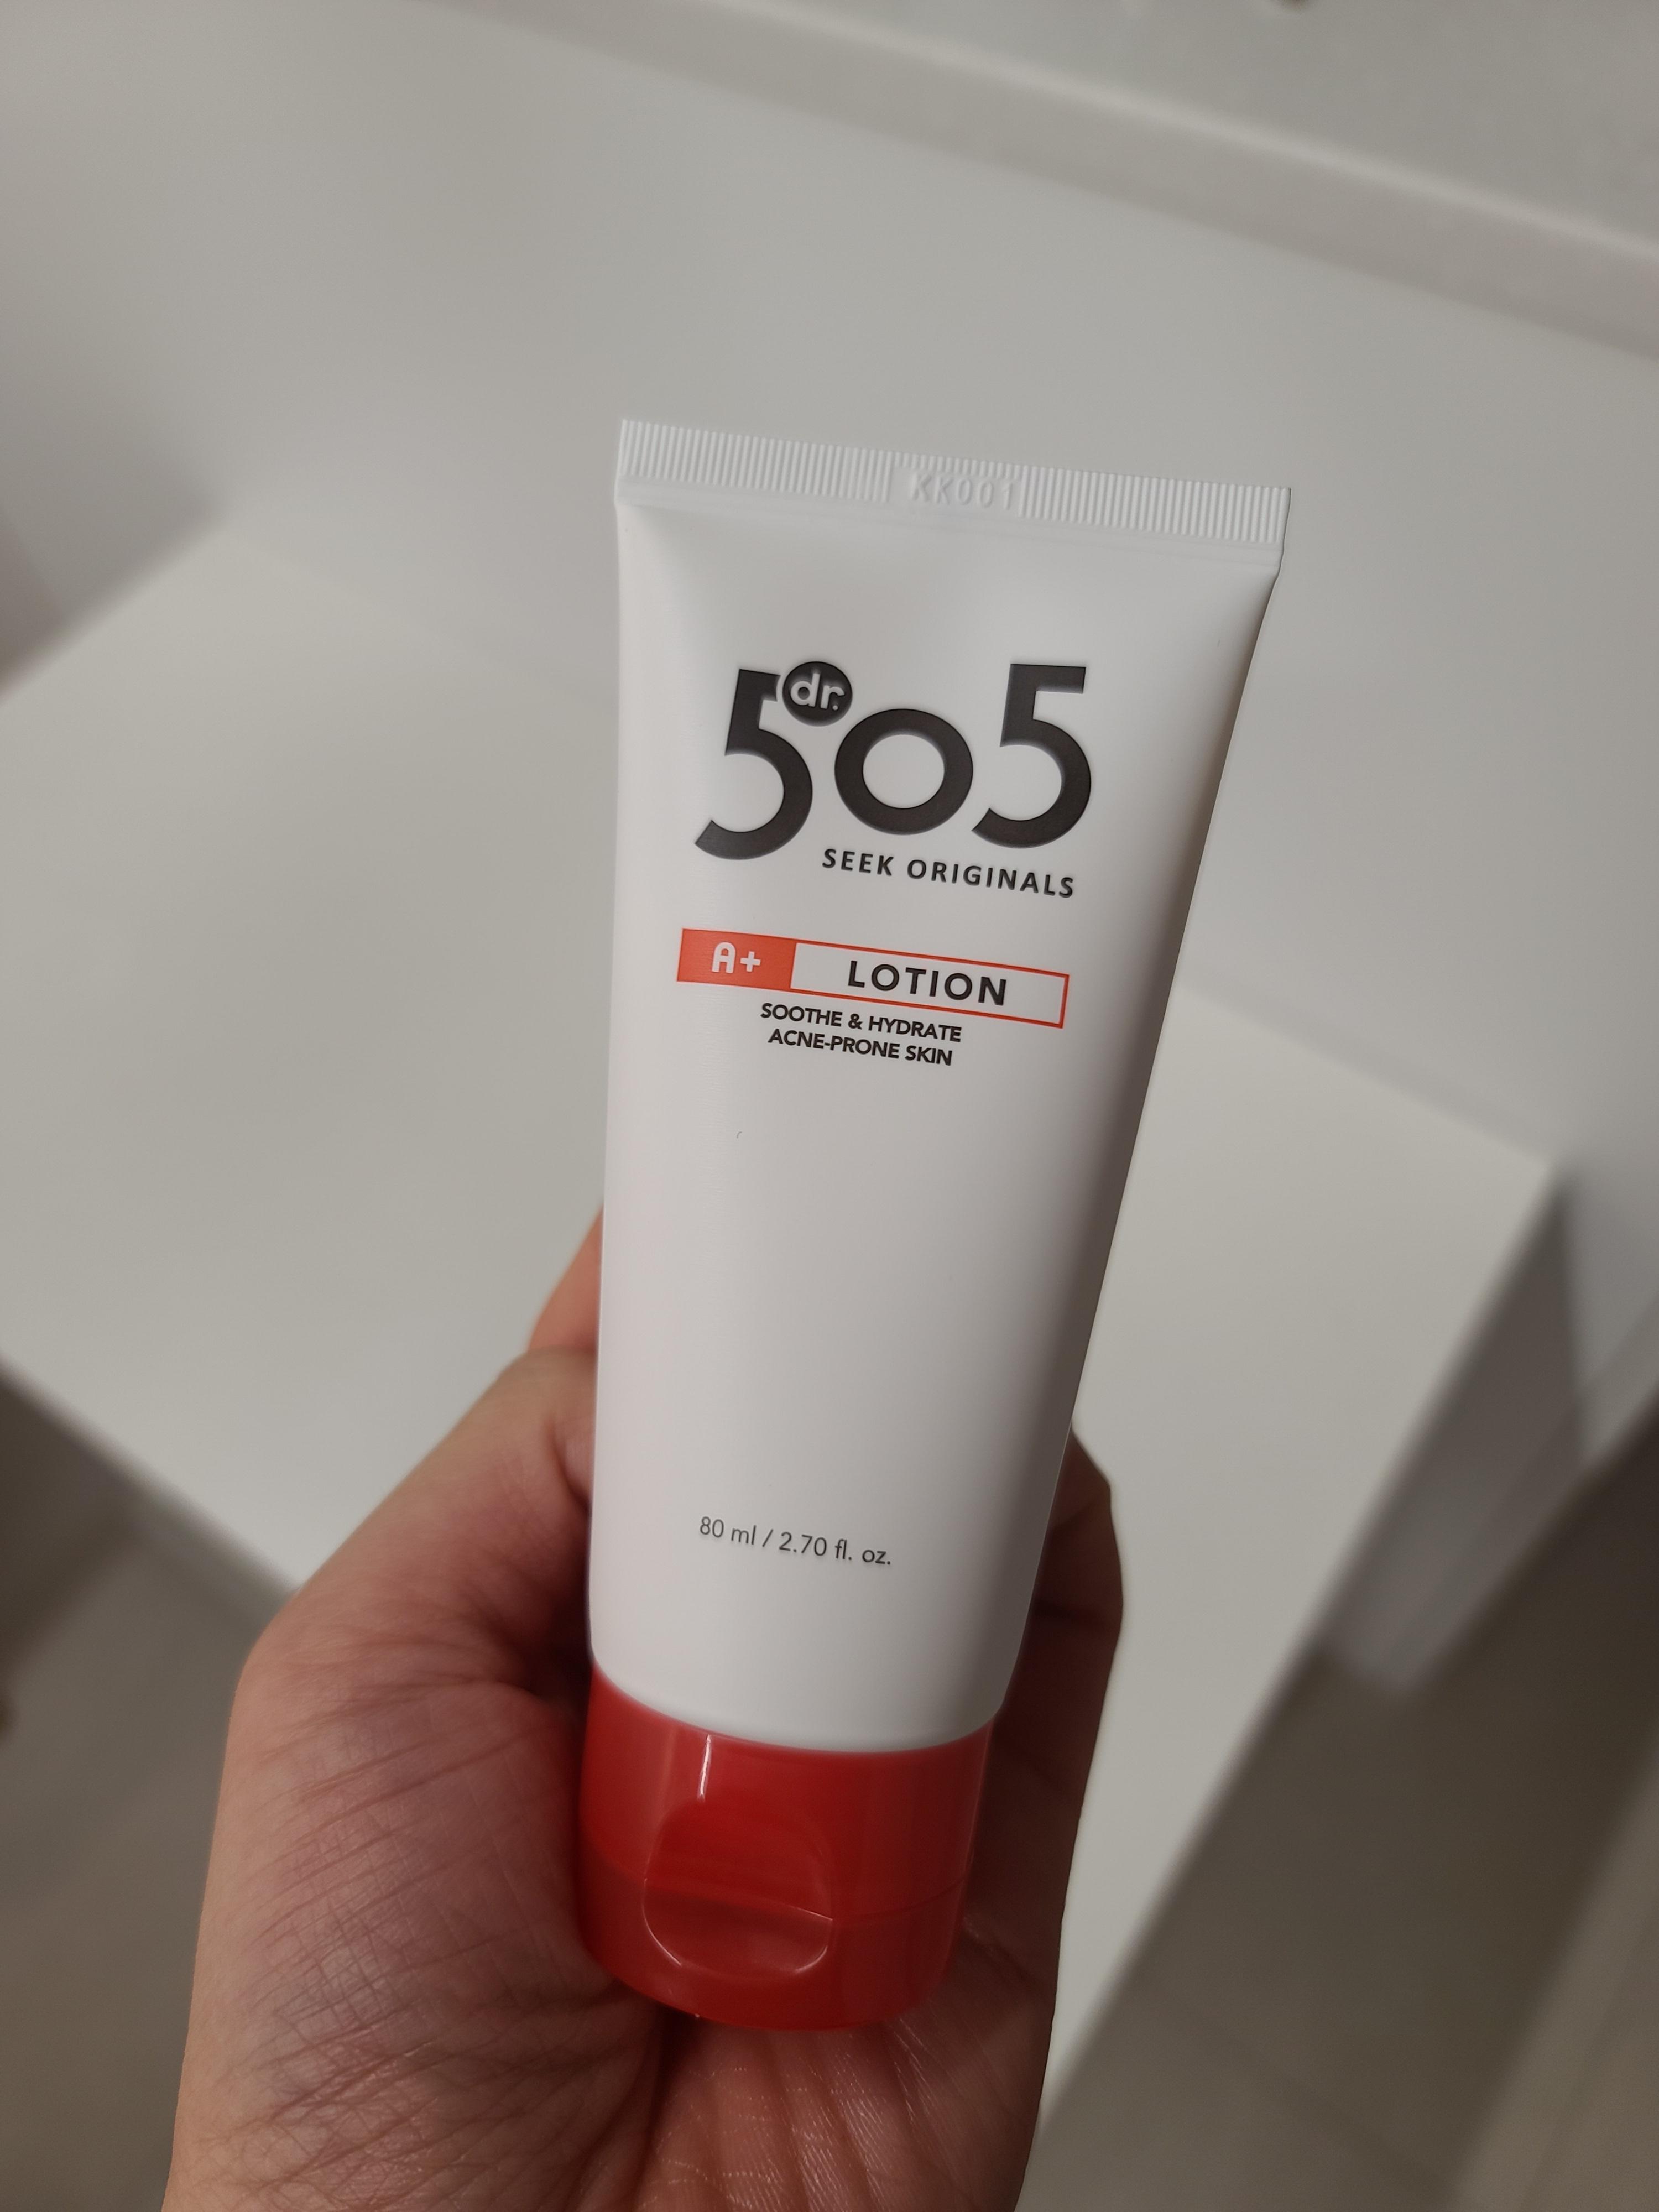 KK001
dr.
505
SEEK ORIGINALS
A+ LOTION
SOOTHE & HYDRATE
ACNE-PRONE SKIN
80 ml / 2.70 fl. oz.